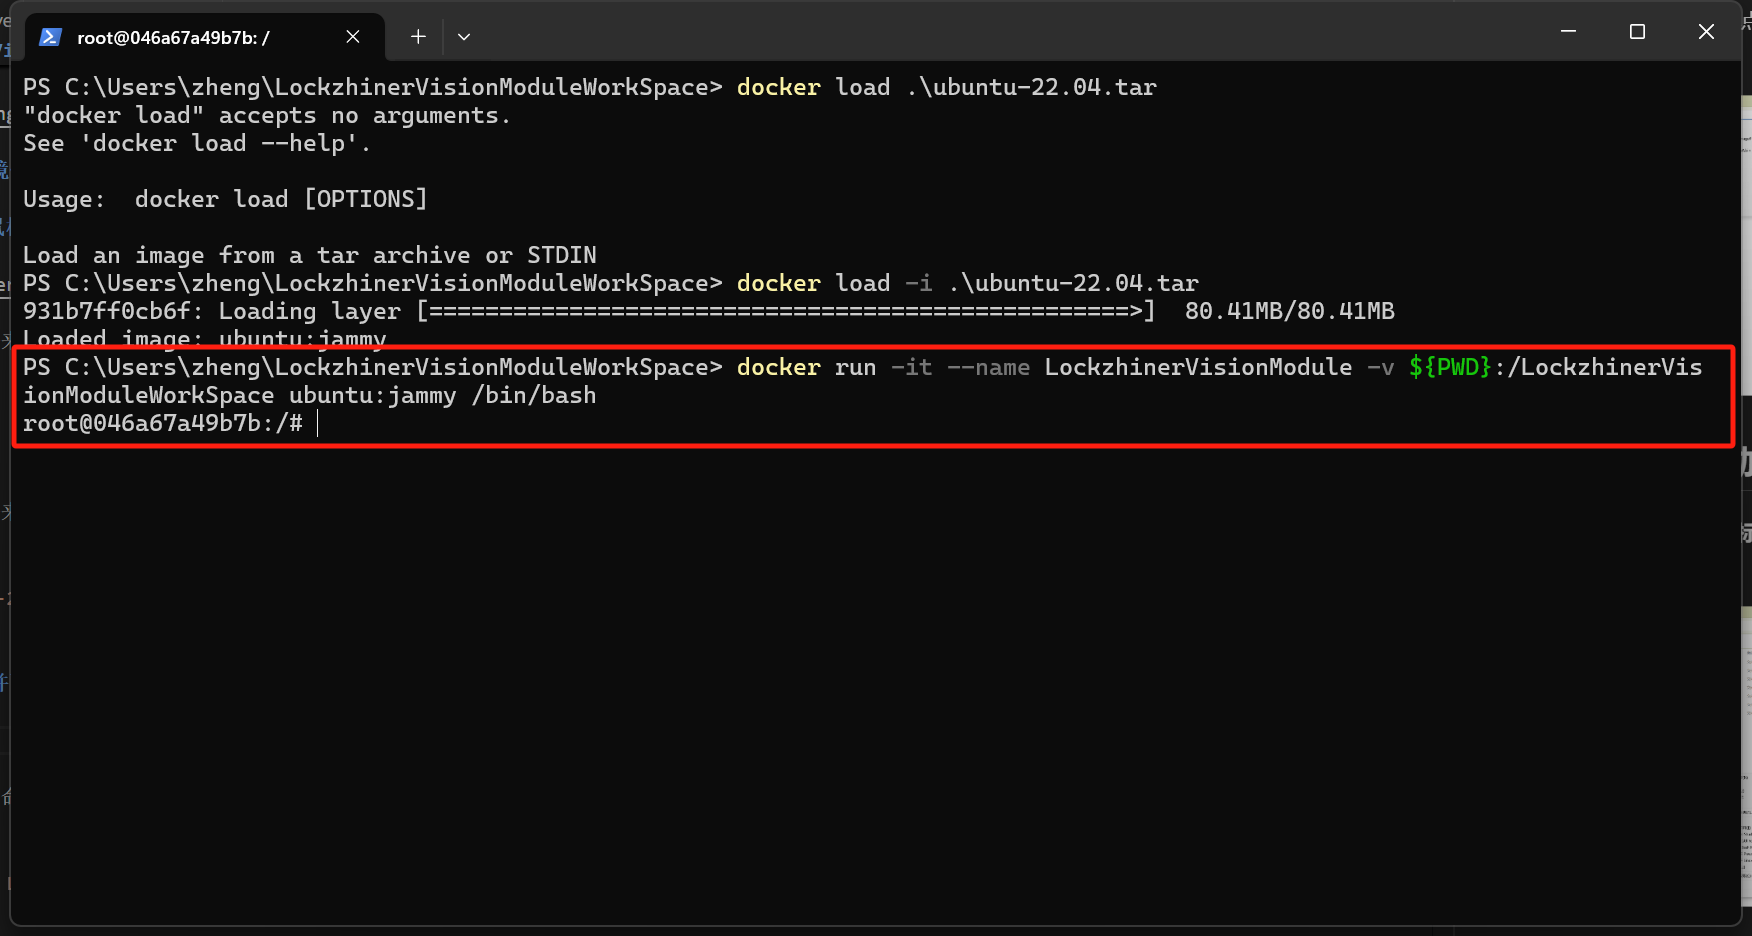 root@046a67a49b7b: /
PS C:\Users\zheng\LockzhinerVisionModuleWorkSpace> docker load .\ubuntu-22.04.tar
"docker load" accepts no arguments.
See 'docker load --help'.
Usage:  docker load [OPTIONS]
Load an image from a tar archive or STDIN
PS C:\Users\zheng\LockzhinerVisionModuleWorkSpace> docker load -i .\ubuntu-22.04.tar
931b7ff0cb6f: Loading layer [==================================================>]  80.41MB/80.41MB
Loaded image: ubuntu:jammy
PS C:\Users\zheng\LockzhinerVisionModuleWorkSpace> docker run -it --name LockzhinerVisionModule -v ${PWD}:/LockzhinerVis
ionModuleWorkSpace ubuntu:jammy /bin/bash
root@046a67a49b7b:/#